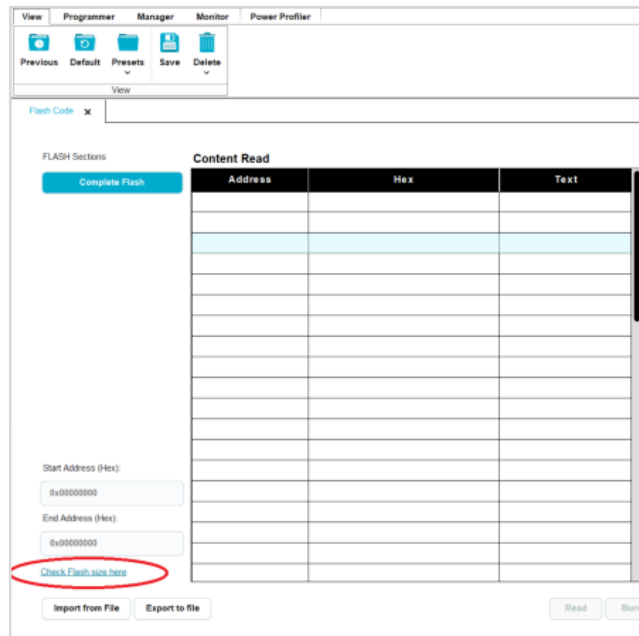 View Programmer Manager Monitor Power Profiler
Previous Default Presets Save Delete
View
Flash Code x
FLASH Sections
Content Read
Complete Flash
Address Hex Text
Start Address (Hex):
0x00000000
End Address (Hex):
0x00000000
Check Flash size here
Import from File Export to file Read